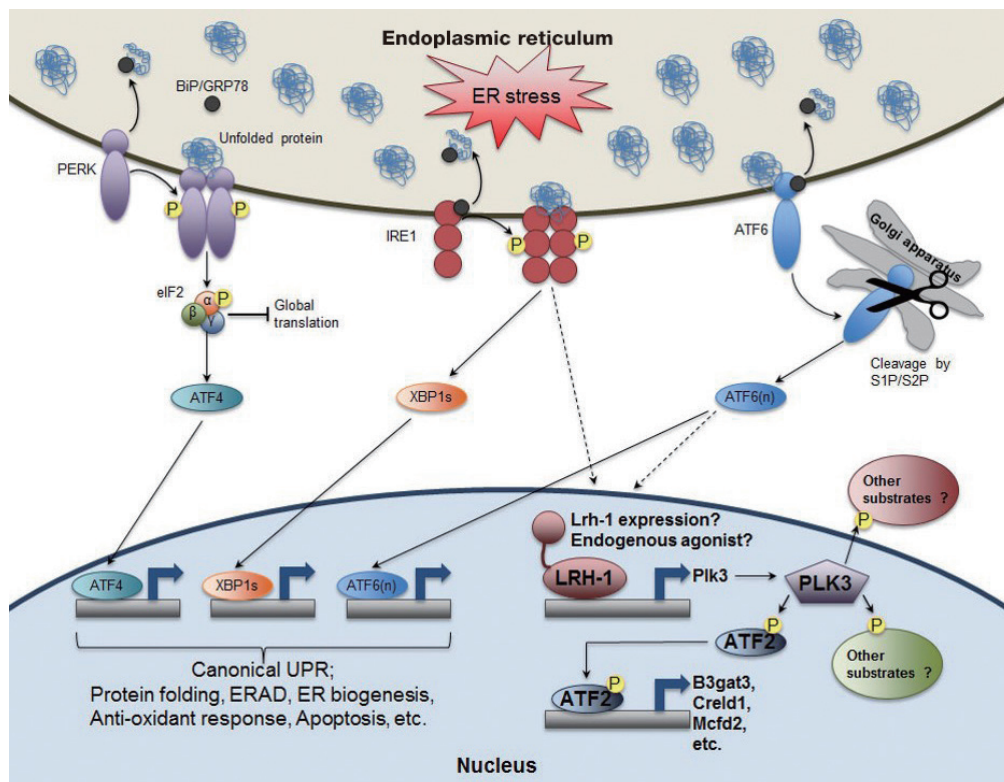 Endoplasmic reticulum
ER stress
BiP/GRP78
Unfolded protein
PERK
P
P
IRE1
P
P
ATF6
Golgi apparatus
Cleavage by
S1P/S2P
eIF2
α
P
β
γ
Global
translation
ATF4
XBP1s
ATF6(n)
Other
substrates ?
P
Lrh-1 expression?
Endogenous agonist?
LRH-1
Plk3
PLK3
ATF4
XBP1s
ATF6(n)
P
ATF2
P
Other
substrates ?
Canonical UPR;
Protein folding, ERAD, ER biogenesis,
Anti-oxidant response, Apoptosis, etc.
ATF2
P
B3gat3,
Creld1,
Mcfd2,
etc.
Nucleus